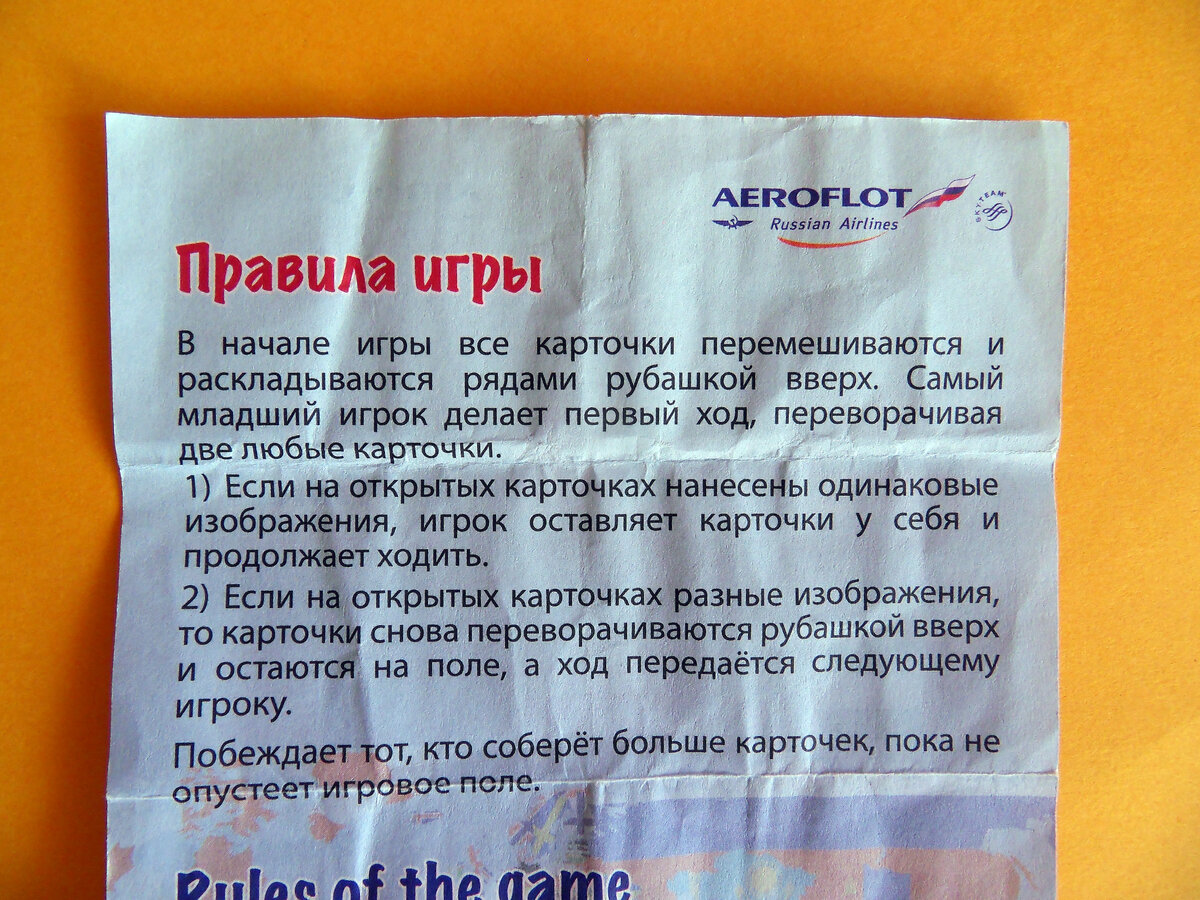 AEROFLOT
Russian Airlines
SKYTEAM
Правила игры
В начале игры все карточки перемешиваются и
раскладываются рядами рубашкой вверх. Самый
младший игрок делает первый ход, переворачивая
две любые карточки.
1) Если на открытых карточках нанесены одинаковые
изображения, игрок оставляет карточки у себя и
продолжает ходить.
2) Если на открытых карточках разные изображения,
то карточки снова переворачиваются рубашкой вверх
и остаются на поле, а ход передаётся следующему
игроку.
Побеждает тот, кто соберёт больше карточек, пока не
опустеет игровое поле.
Rules of the game